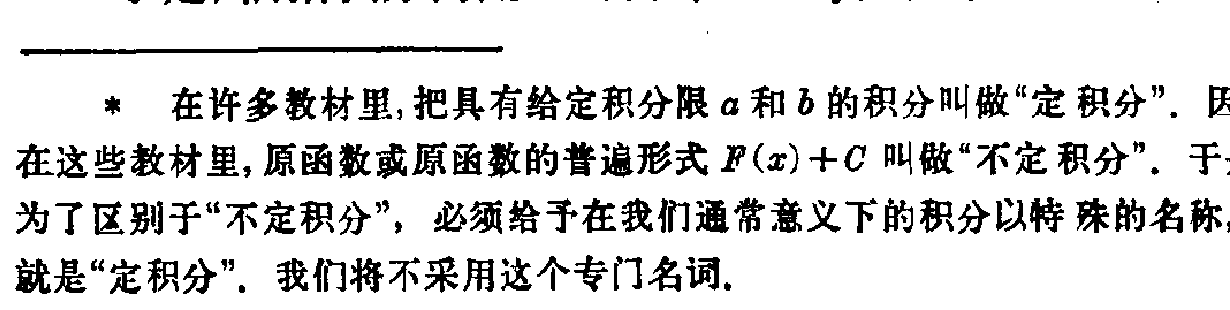 * 在许多教材里,把具有给定积分限 a 和 b 的积分叫做“定积分”. 因
在这些教材里,原函数或原函数的普遍形式 F(x)+C 叫做“不定积分”. 于
为了区别于“不定积分”, 必须给予在我们通常意义下的积分以特殊的名称,
就是“定积分”. 我们将不采用这个专门名词.